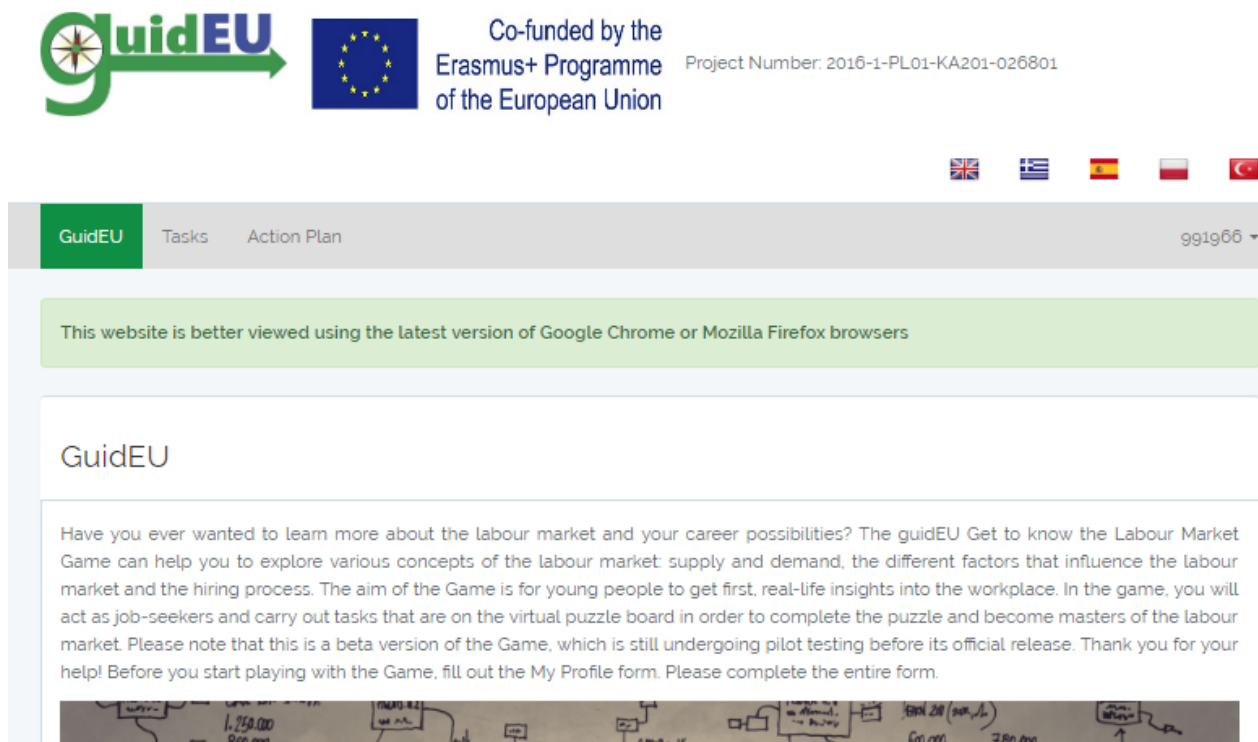 guidEU
Co-funded by the
Erasmus+ Programme
of the European Union
Project Number: 2016-1-PL01-KA201-026801
GuidEU Tasks Action Plan 991966
This website is better viewed using the latest version of Google Chrome or Mozilla Firefox browsers
GuidEU
Have you ever wanted to learn more about the labour market and your career possibilities? The guidEU Get to know the Labour Market
Game can help you to explore various concepts of the labour market: supply and demand, the different factors that influence the labour
market and the hiring process. The aim of the Game is for young people to get first, real-life insights into the workplace. In the game, you will
act as job-seekers and carry out tasks that are on the virtual puzzle board in order to complete the puzzle and become masters of the labour
market. Please note that this is a beta version of the Game, which is still undergoing pilot testing before its official release. Thank you for your
help! Before you start playing with the Game, fill out the My Profile form. Please complete the entire form.
1.250.000